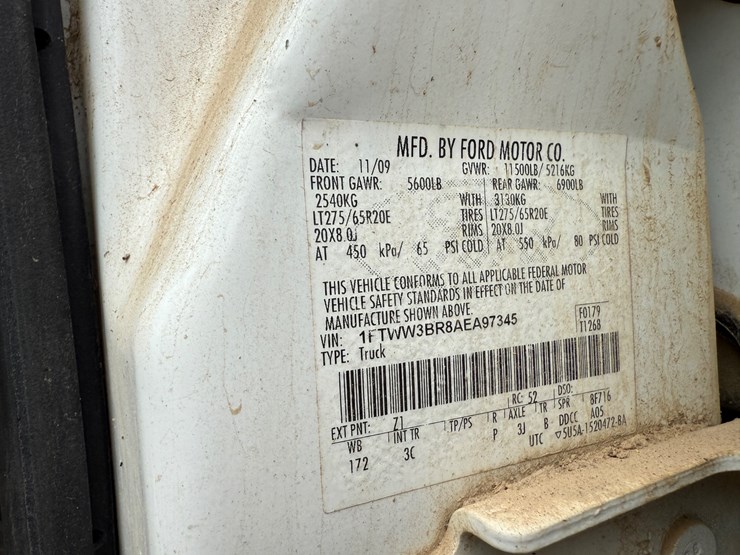 MFD. BY FORD MOTOR CO.
DATE: 11/09 GVWR: 11500LB/ 5216KG
FRONT GAWR: 5600LB REAR GAWR: 6900LB
2540KG WITH 3130KG WITH
LT275/65R20E TIRES LT275/65R20E TIRES
20X8.0J RIMS 20X8.0J RIMS
AT 450 kPa/ 65 PSI COLD AT 550 kPa/ 80 PSI COLD
THIS VEHICLE CONFORMS TO ALL APPLICABLE FEDERAL MOTOR
VEHICLE SAFETY STANDARDS IN EFFECT ON THE DATE OF
MANUFACTURE SHOWN ABOVE.
VIN: 1FTWW3BR8AEA97345 F0179
TYPE: Truck T1268
EXT PNT: Z1 RC: 52 DSO:
WB INT TR TP/PS R AXLE TR SPR BF716
172 3C P 3J B DDCC A05
UTC ▽5U5A-1520472-BA